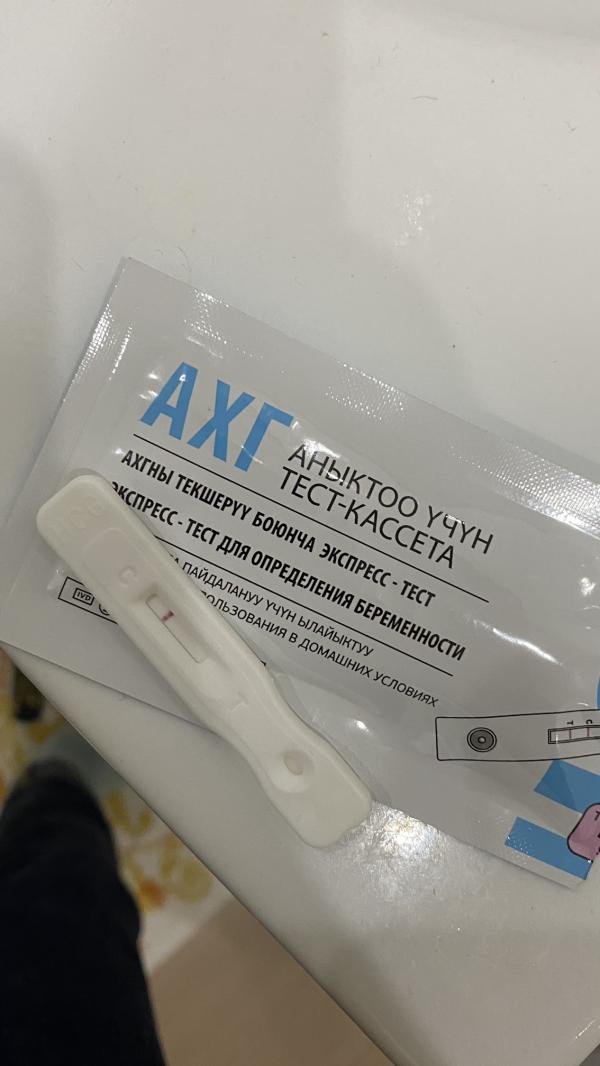 АХГ
АНЫКТОО ҮЧҮН
ТЕСТ-КАССЕТА
АХГНЫ ТЕКШЕРҮҮ БОЮНЧА ЭКСПРЕСС - ТЕСТ
ЭКСПРЕСС - ТЕСТ ДЛЯ ОПРЕДЕЛЕНИЯ БЕРЕМЕННОСТИ
ПАЙДАЛАНУУ ҮЧҮН ЫЛАЙЫКТУУ
В ДОМАШНИХ УСЛОВИЯХ
IVD
C
T
T C